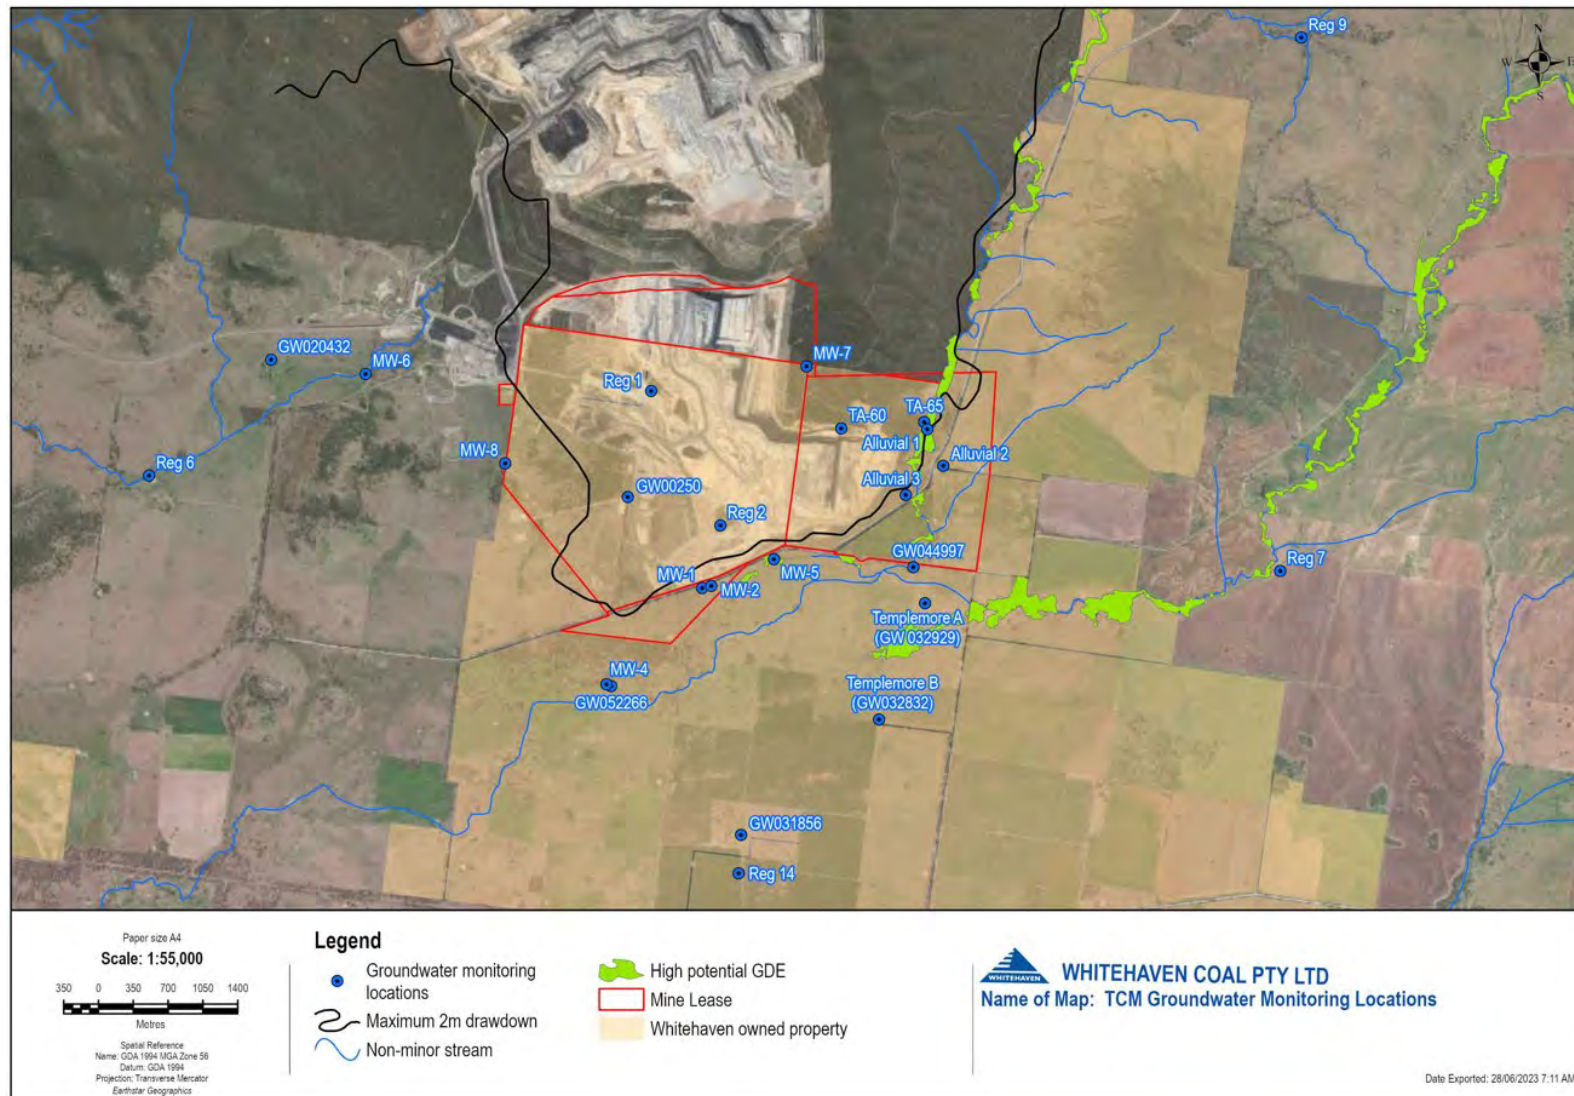 Reg 9
N
W
E
S
GW020432
MW-6
MW-7
Reg 1
TA-65
TA-60
Alluvial 1
MW-8
Alluvial 2
Reg 6
Alluvial 3
GW00250
Reg 2
GW044997
Reg 7
MW-1
MW-2
MW-5
Templemore A
(GW 032929)
MW-4
GW052266
Templemore B
(GW032832)
GW031856
Reg 14
Paper size A4
Scale: 1:55,000
350 0 350 700 1050 1400
Metres
Spatial Reference
Name: GDA 1994 MGA Zone 56
Datum: GDA 1994
Projection: Transverse Mercator
Earthstar Geographics
Legend
Groundwater monitoring
locations
Maximum 2m drawdown
Non-minor stream
High potential GDE
Mine Lease
Whitehaven owned property
WHITEHAVEN
WHITEHAVEN COAL PTY LTD
Name of Map: TCM Groundwater Monitoring Locations
Date Exported: 28/06/2023 7:11 AM